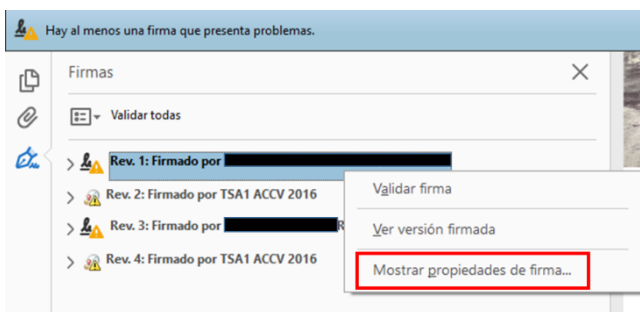 Hay al menos una firma que presenta problemas.
Firmas
Validar todas
Rev. 1: Firmado por
Rev. 2: Firmado por TSA1 ACCV 2016
Rev. 3: Firmado por R
Rev. 4: Firmado por TSA1 ACCV 2016
Validar firma
Ver versión firmada
Mostrar propiedades de firma...